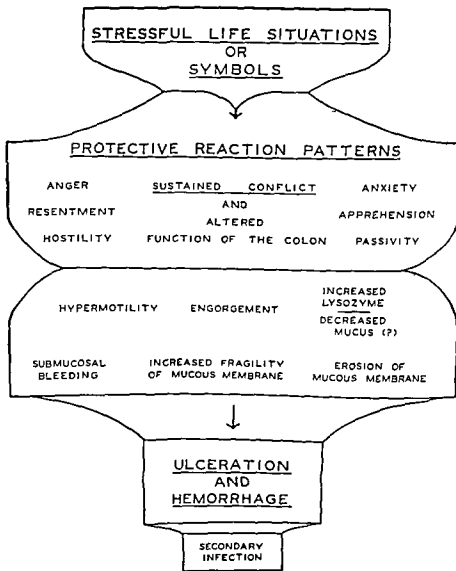 STRESSFUL LIFE SITUATIONS
OR
SYMBOLS
PROTECTIVE REACTION PATTERNS
ANGER
RESENTMENT
HOSTILITY
SUSTAINED CONFLICT
AND
ALTERED
FUNCTION OF THE COLON
ANXIETY
APPREHENSION
PASSIVITY
HYPERMOTILITY
ENGORGEMENT
INCREASED
LYSOZYME
DECREASED
MUCUS (?)
SUBMUCOSAL
BLEEDING
INCREASED FRAGILITY
OF MUCOUS MEMBRANE
EROSION OF
MUCOUS MEMBRANE
ULCERATION
AND
HEMORRHAGE
SECONDARY
INFECTION